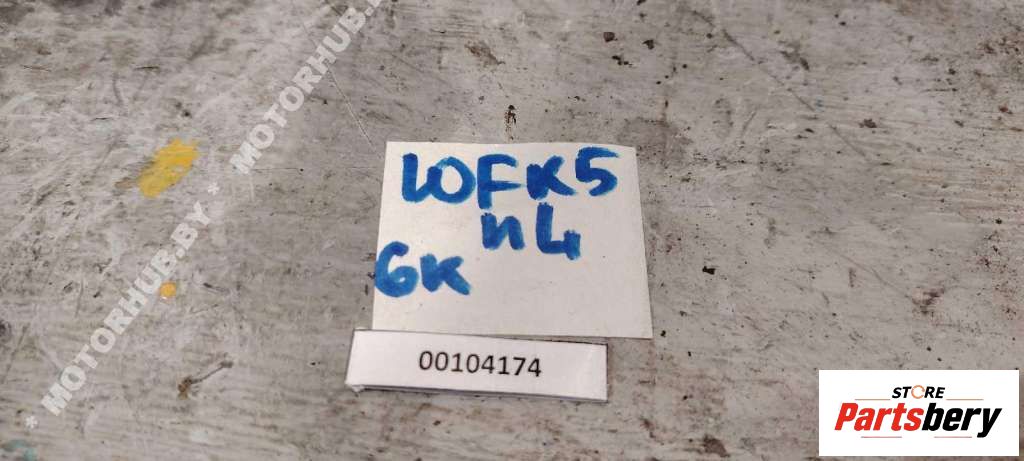 * MOTORHUB.BY * MOTORHUB.BY
10FK5
и4
6к
00104174
STORE
Partsbery